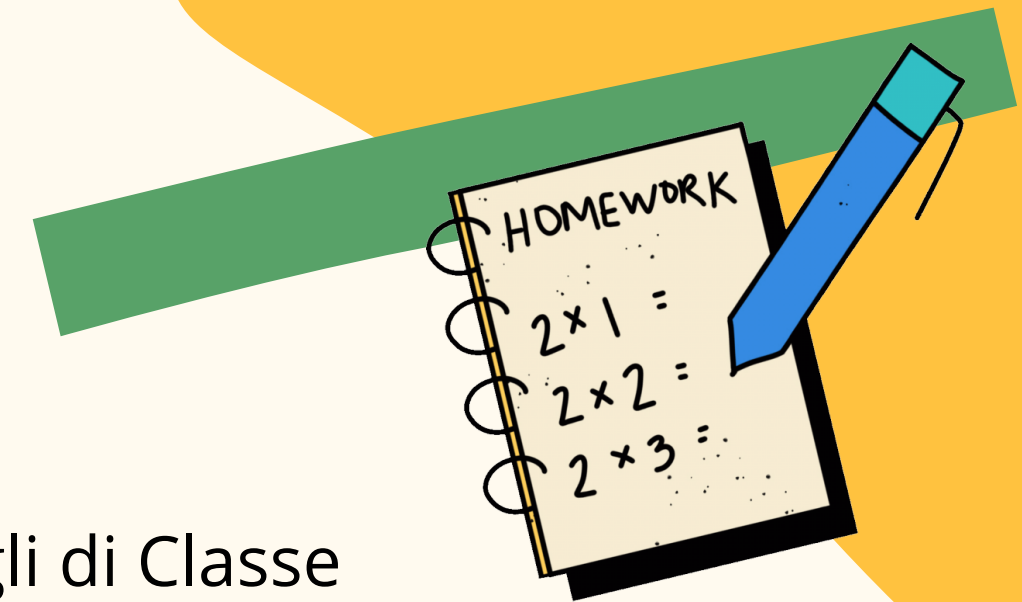 HOMEWORK
2 × 1 =
2 × 2 =
2 × 3 =
gli di Classe